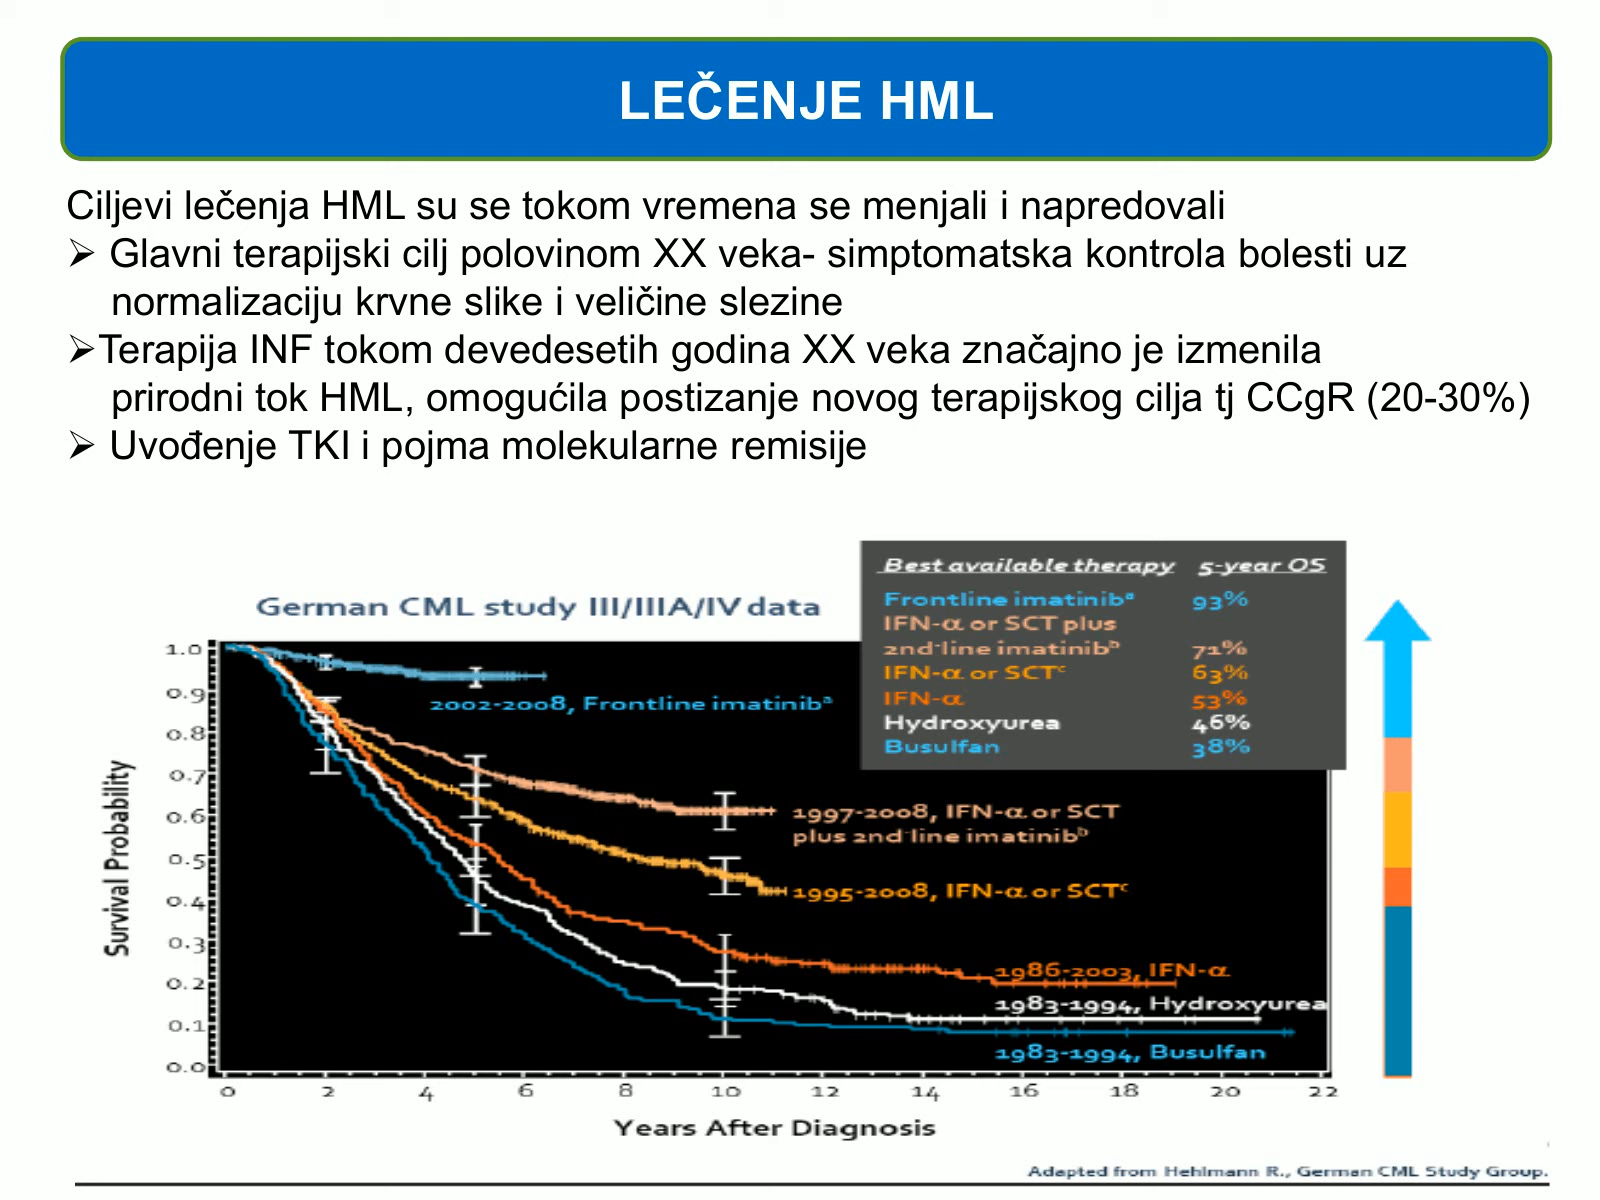 LEČENJE HML
Ciljevi lečenja HML su se tokom vremena se menjali i napredovali
➢ Glavni terapijski cilj polovinom XX veka- simptomatska kontrola bolesti uz
normalizaciju krvne slike i veličine slezine
➢Terapija INF tokom devedesetih godina XX veka značajno je izmenila
prirodni tok HML, omogućila postizanje novog terapijskog cilja tj CCgR (20-30%)
➢ Uvođenje TKI i pojma molekularne remisije
German CML study III/IIIA/IV data
Best available therapy 5-year OS
Frontline imatinibᵃ 93%
IFN-α or SCT plus
2nd-line imatinibᵇ 71%
IFN-α or SCTᶜ 63%
IFN-α 53%
Hydroxyurea 46%
Busulfan 38%
Survival Probability
1.0
0.9
0.8
0.7
0.6
0.5
0.4
0.3
0.2
0.1
0.0
2002-2008, Frontline imatinibᵃ
1997-2008, IFN-α or SCT
plus 2nd-line imatinibᵇ
1995-2008, IFN-α or SCTᶜ
1986-2003, IFN-α
1983-1994, Hydroxyurea
1983-1994, Busulfan
0 2 4 6 8 10 12 14 16 18 20 22
Years After Diagnosis
Adapted from Hehlmann R., German CML Study Group.